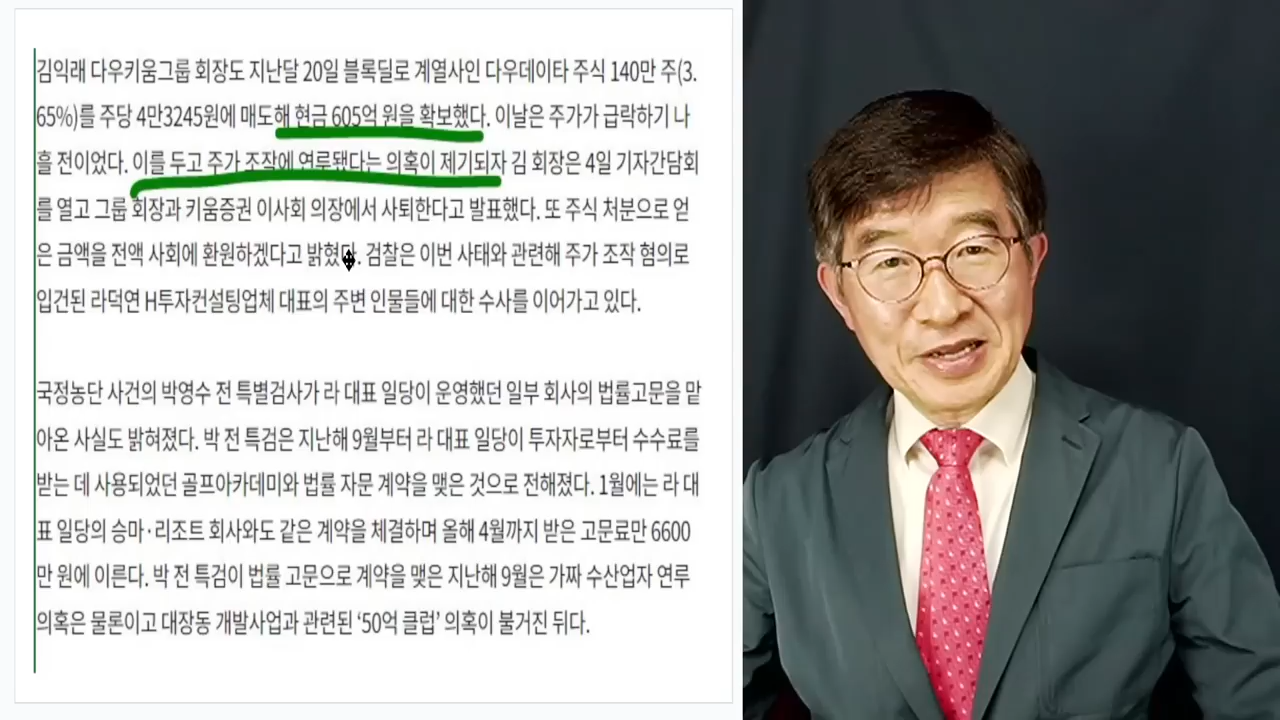 김익래 다우키움그룹 회장도 지난달 20일 블록딜로 계열사인 다우데이타 주식 140만 주(3.
65%)를 주당 4만3245원에 매도해 현금 605억 원을 확보했다. 이날은 주가가 급락하기 나
흘 전이었다. 이를 두고 주가 조작에 연루됐다는 의혹이 제기되자 김 회장은 4일 기자간담회
를 열고 그룹 회장과 키움증권 이사회 의장에서 사퇴한다고 발표했다. 또 주식 처분으로 얻
은 금액을 전액 사회에 환원하겠다고 밝혔다. 검찰은 이번 사태와 관련해 주가 조작 혐의로
입건된 라덕연 H투자컨설팅업체 대표의 주변 인물들에 대한 수사를 이어가고 있다.
국정농단 사건의 박영수 전 특별검사가 라 대표 일당이 운영했던 일부 회사의 법률고문을 맡
아온 사실도 밝혀졌다. 박 전 특검은 지난해 9월부터 라 대표 일당이 투자자로부터 수수료를
받는 데 사용되었던 골프아카데미와 법률 자문 계약을 맺은 것으로 전해졌다. 1월에는 라 대
표 일당의 승마·리조트 회사와도 같은 계약을 체결하며 올해 4월까지 받은 고문료만 6600
만 원에 이른다. 박 전 특검이 법률 고문으로 계약을 맺은 지난해 9월은 가짜 수산업자 연루
의혹은 물론이고 대장동 개발사업과 관련된 ‘50억 클럽’ 의혹이 불거진 뒤다.